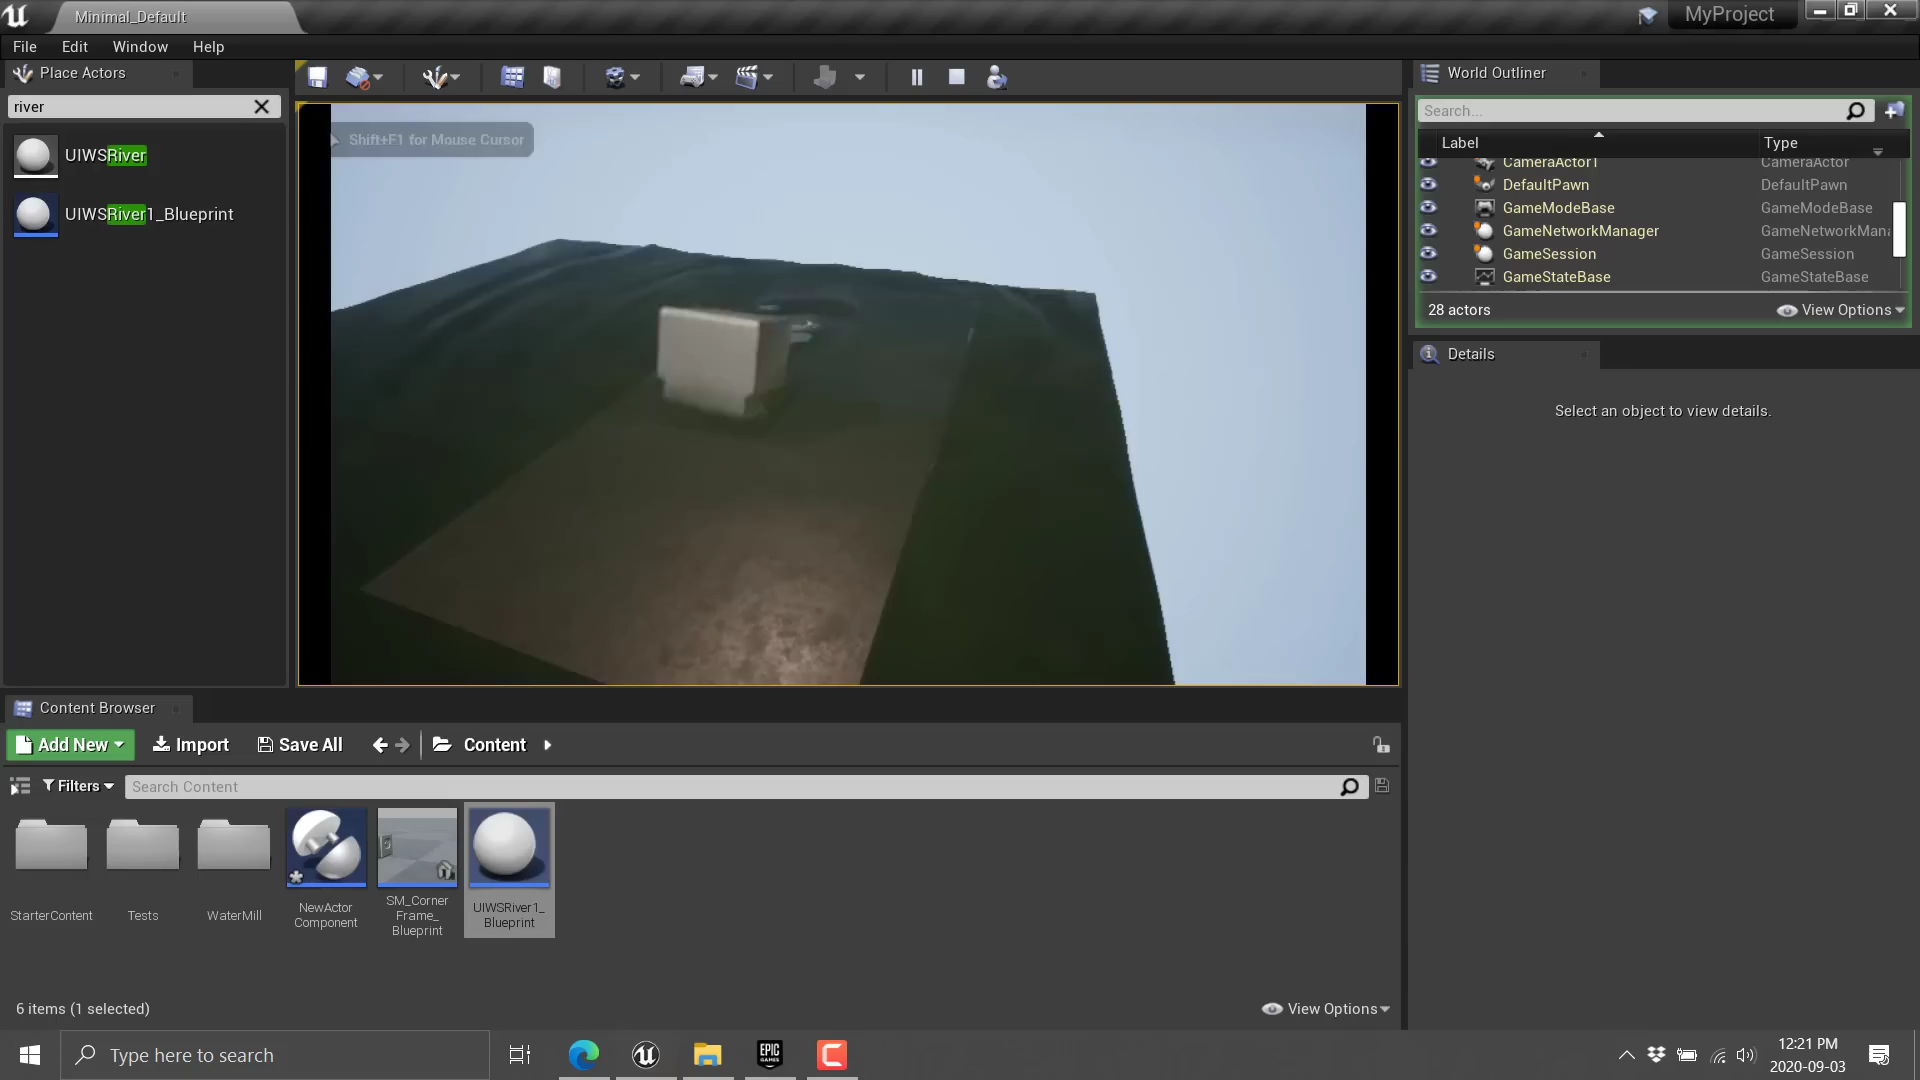 Minimal_Default
MyProject
File Edit Window Help
Place Actors
river
UIWSRiver
UIWSRiver1_Blueprint
Shift+F1 for Mouse Cursor
World Outliner
Search...
Label Type
CameraActor1 CameraActor
DefaultPawn DefaultPawn
GameModeBase GameModeBase
GameNetworkManager GameNetworkMana
GameSession GameSession
GameStateBase GameStateBase
28 actors View Options
Details
Select an object to view details.
Content Browser
Add New Import Save All Content
Filters Search Content
StarterContent
Tests
WaterMill
NewActor
Component
SM_Corner
Frame_
Blueprint
UIWSRiver1_
Blueprint
6 items (1 selected) View Options
Type here to search
EPIC
GAMES
12:21 PM
2020-09-03